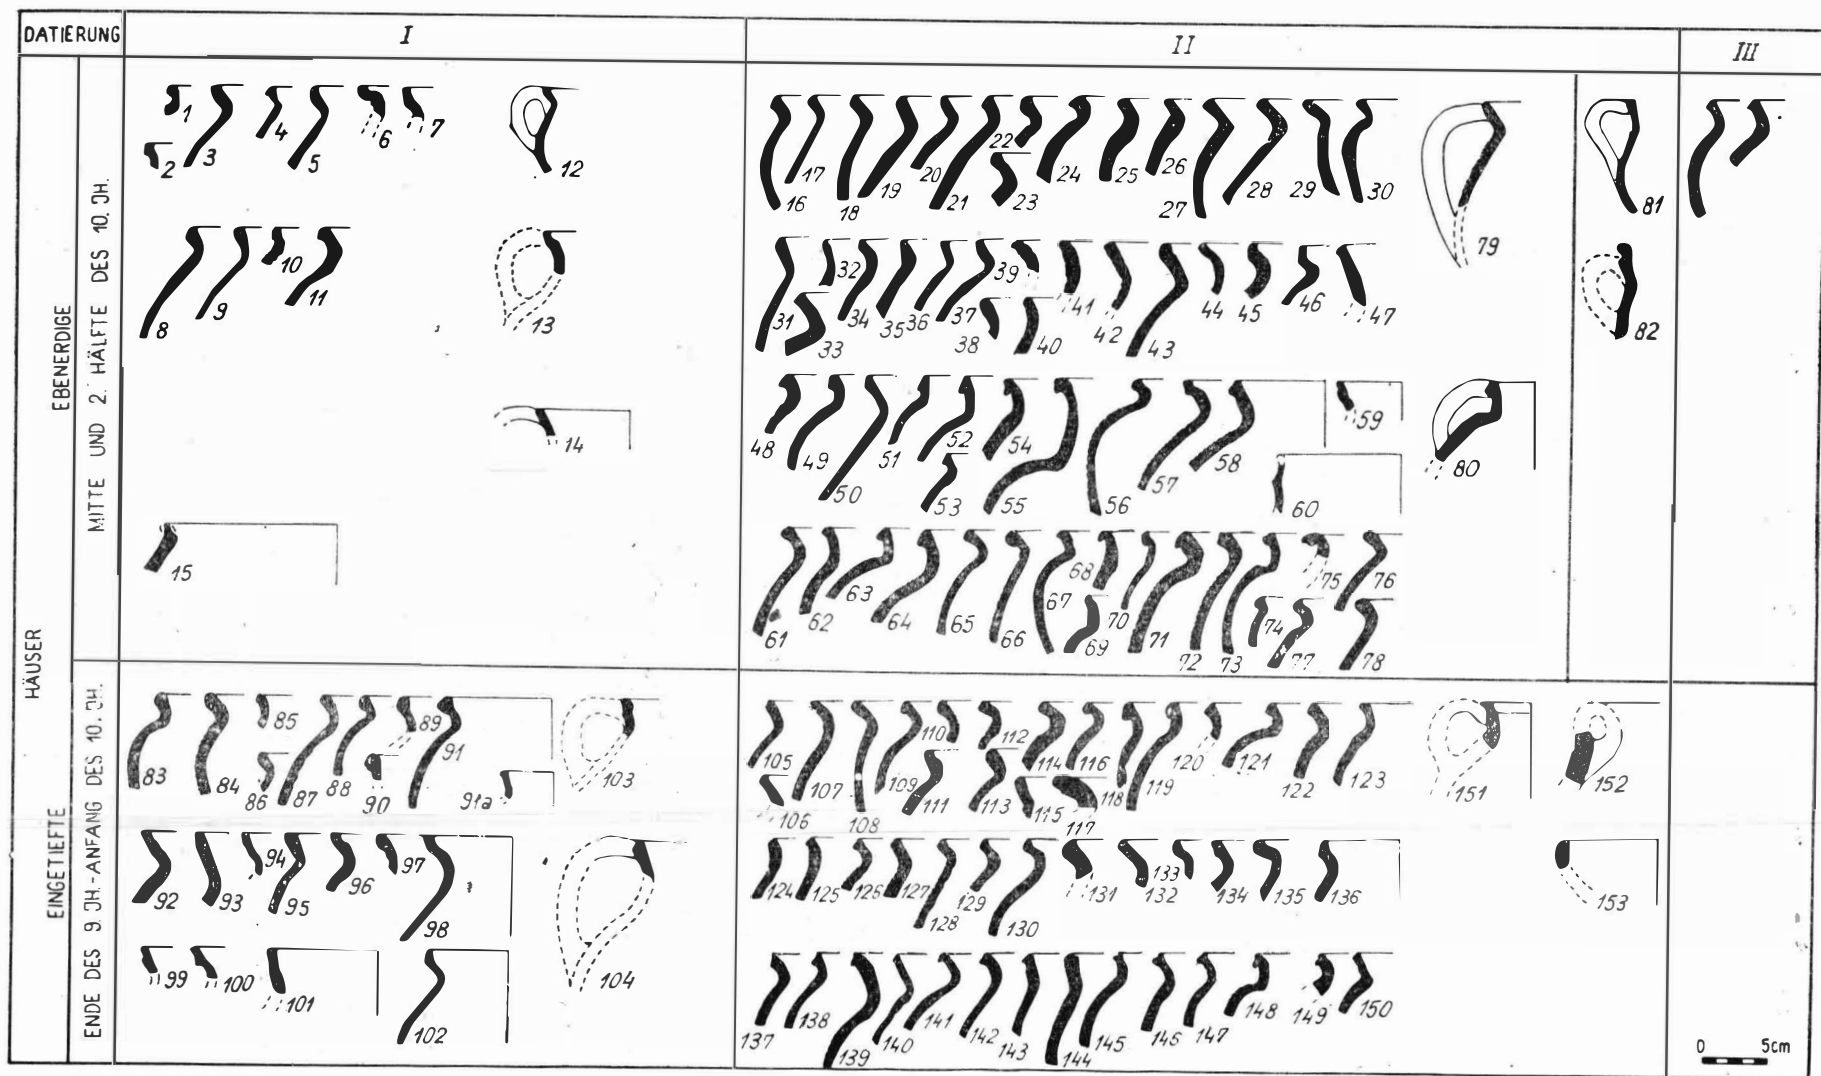 DATIERUNG I II III
HÄUSER
EBENERDIGE
MITTE UND 2. HÄLFTE DES 10. JH.
1 2 3 4 5 6 7 12
8 9 10 11 13
14
15
16 17 18 19 20 21 22 23 24 25 26 27 28 29 30 79 81
31 32 33 34 35 36 37 38 39 40 41 42 43 44 45 46 47 82
48 49 50 51 52 53 54 55 56 57 58 59 60 80
61 62 63 64 65 66 67 68 69 70 71 72 73 74 75 76 77 78
EINGETIEFTE
ENDE DES 9. JH.-ANFANG DES 10. JH.
83 84 85 86 87 88 89 90 91 91a 103
92 93 94 95 96 97 98 104
99 100 101 102
105 106 107 108 109 110 111 112 113 114 115 116 117 118 119 120 121 122 123 151 152
124 125 126 127 128 129 130 131 132 133 134 135 136 153
137 138 139 140 141 142 143 144 145 146 147 148 149 150
0 5cm